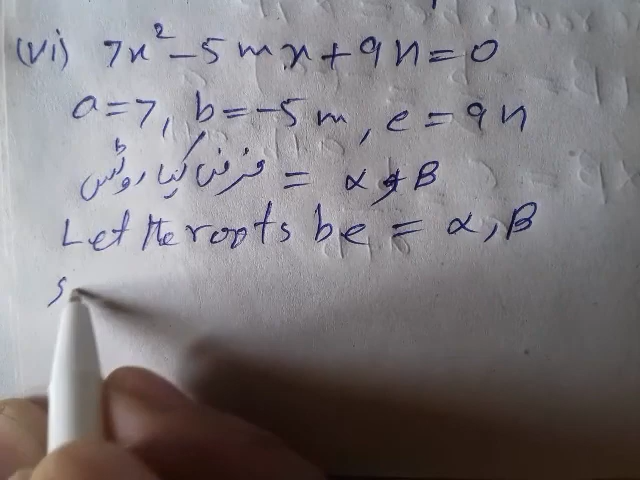 (vi) 7x² - 5mx + 9n = 0
a = 7, b = -5m, c = 9n
فرض کیا روٹس = α, β
Let the roots be = α, β
S